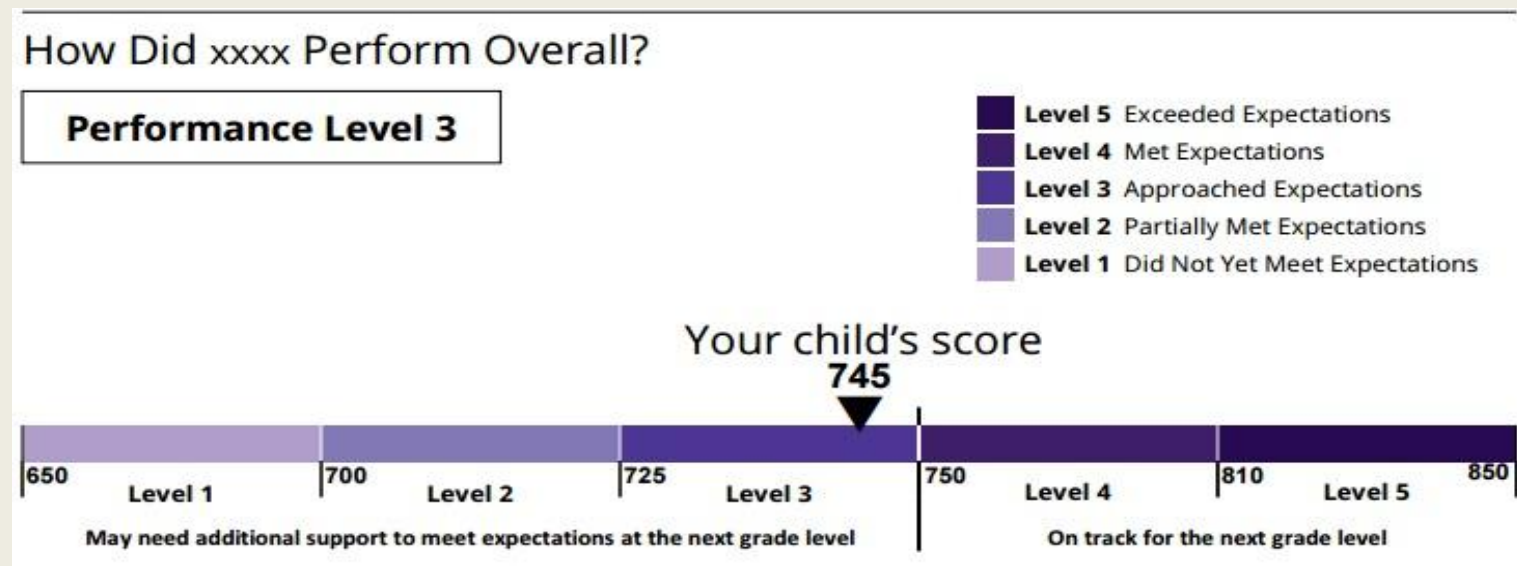 How Did xxxx Perform Overall?
Performance Level 3
Level 5 Exceeded Expectations
Level 4 Met Expectations
Level 3 Approached Expectations
Level 2 Partially Met Expectations
Level 1 Did Not Yet Meet Expectations
Your child's score
745
650 700 725 750 810 850
Level 1 Level 2 Level 3 Level 4 Level 5
May need additional support to meet expectations at the next grade level On track for the next grade level